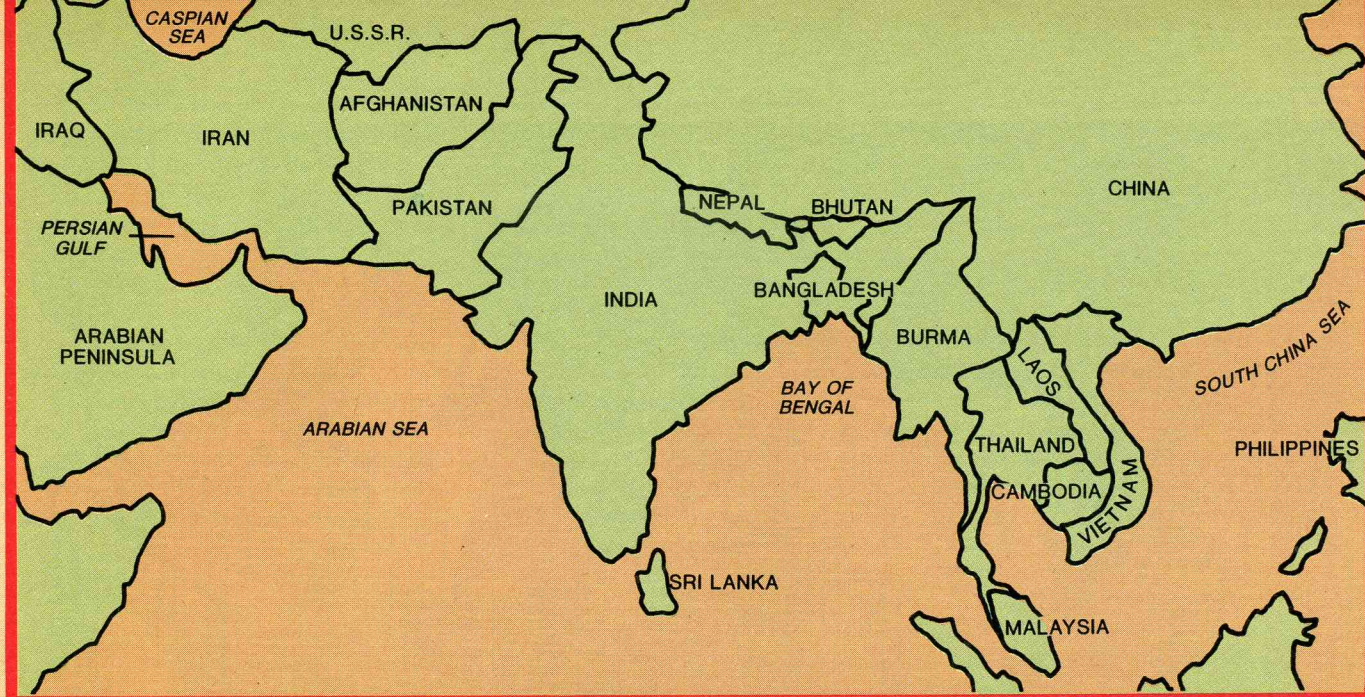 CASPIAN
SEA
U.S.S.R.
AFGHANISTAN
IRAQ
IRAN
PAKISTAN
NEPAL
BHUTAN
CHINA
PERSIAN
GULF
INDIA
BANGLADESH
ARABIAN
PENINSULA
BURMA
LAOS
SOUTH CHINA SEA
BAY OF
BENGAL
ARABIAN SEA
THAILAND
PHILIPPINES
CAMBODIA
VIETNAM
SRI LANKA
MALAYSIA